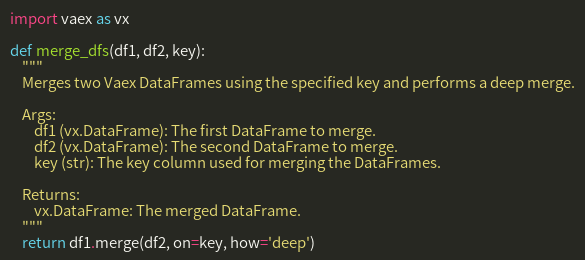 import vaex as vx

def merge_dfs(df1, df2, key):
    """
    Merges two Vaex DataFrames using the specified key and performs a deep merge.

    Args:
        df1 (vx.DataFrame): The first DataFrame to merge.
        df2 (vx.DataFrame): The second DataFrame to merge.
        key (str): The key column used for merging the DataFrames.

    Returns:
        vx.DataFrame: The merged DataFrame.
    """
    return df1.merge(df2, on=key, how='deep')